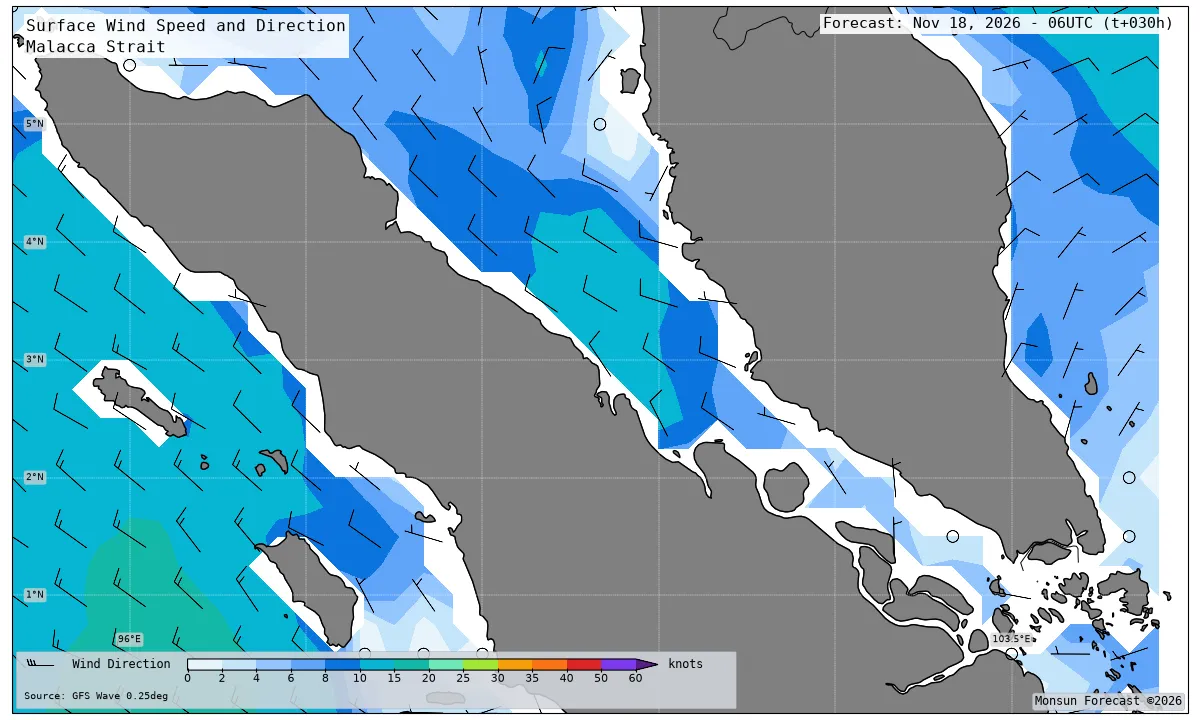 Surface Wind Speed and Direction
Malacca Strait
Forecast: Nov 18, 2026 - 06UTC (t+030h)
5°N
4°N
3°N
2°N
1°N
96°E
103.5°E
Wind Direction
0 2 4 6 8 10 15 20 25 30 35 40 50 60
knots
Source: GFS Wave 0.25deg
Monsun Forecast ©2026